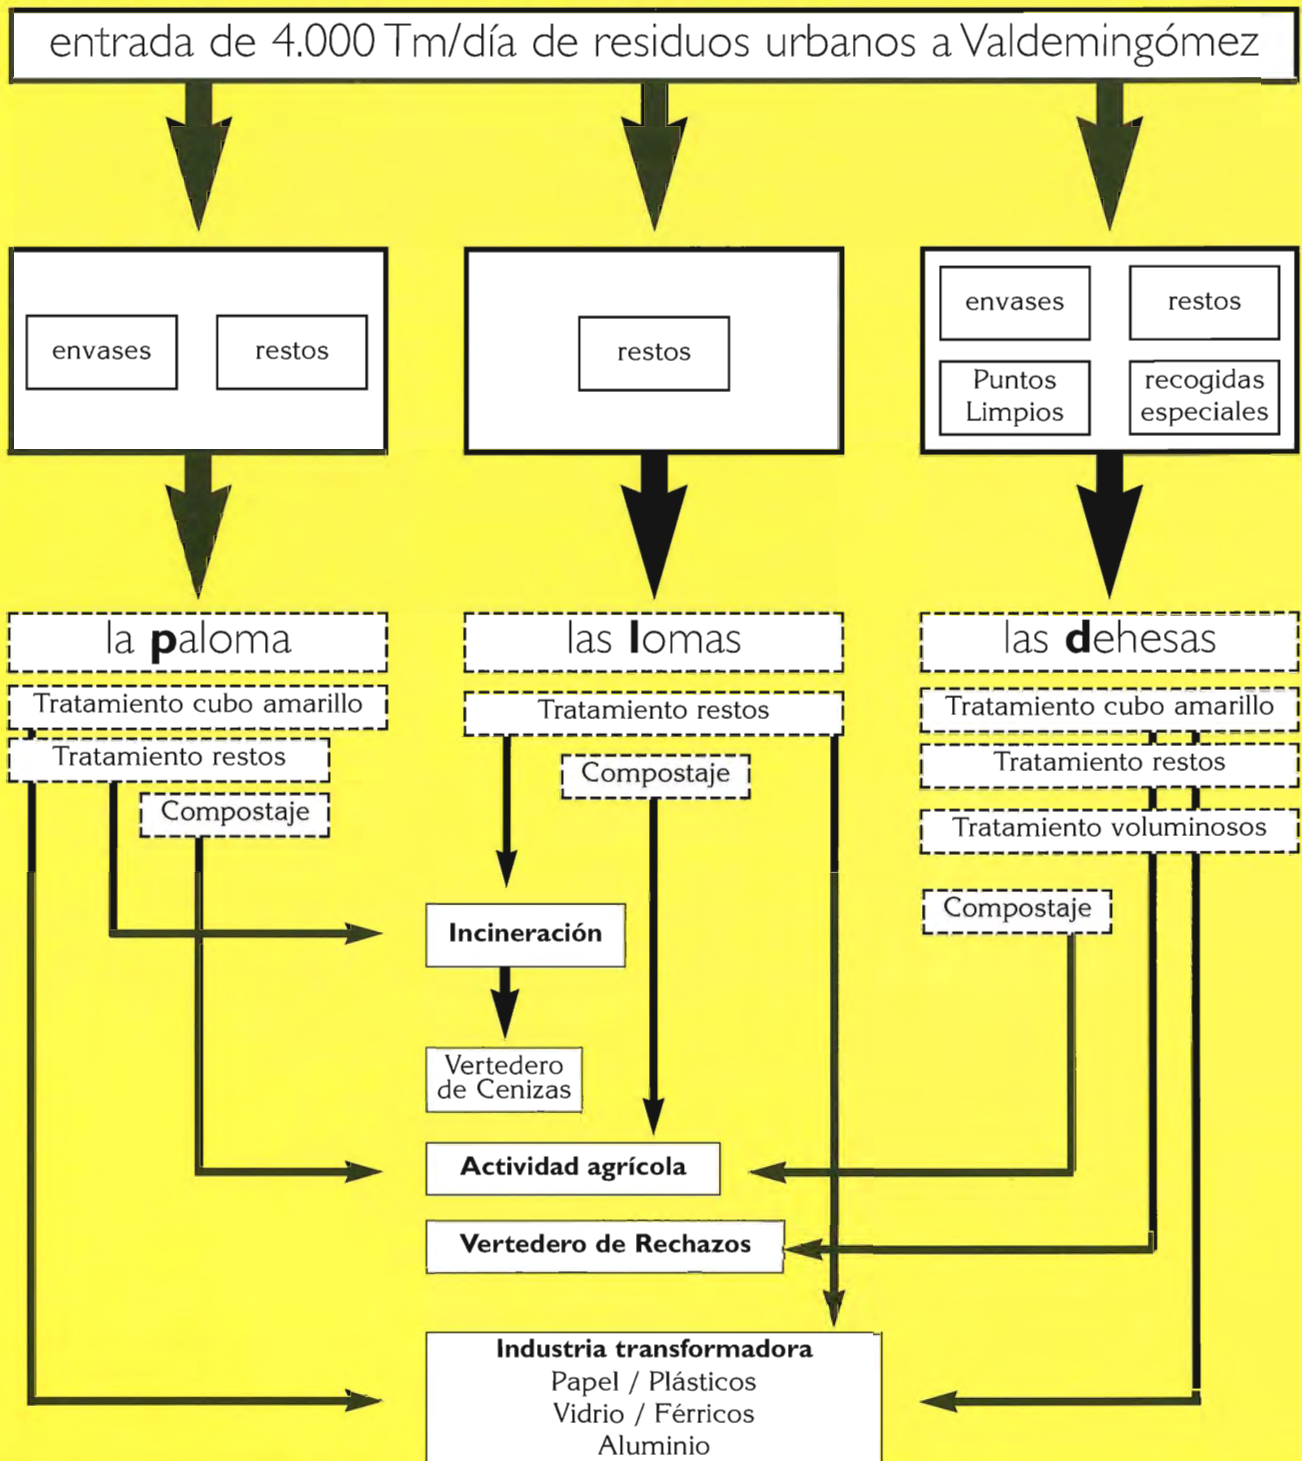 entrada de 4.000 Tm/día de residuos urbanos a Valdemingómez
envases
restos
restos
envases
restos
Puntos
Limpios
recogidas
especiales
la paloma
Tratamiento cubo amarillo
Tratamiento restos
Compostaje
las lomas
Tratamiento restos
Compostaje
las dehesas
Tratamiento cubo amarillo
Tratamiento restos
Tratamiento voluminosos
Compostaje
Incineración
Vertedero
de Cenizas
Actividad agrícola
Vertedero de Rechazos
Industria transformadora
Papel / Plásticos
Vidrio / Férricos
Aluminio